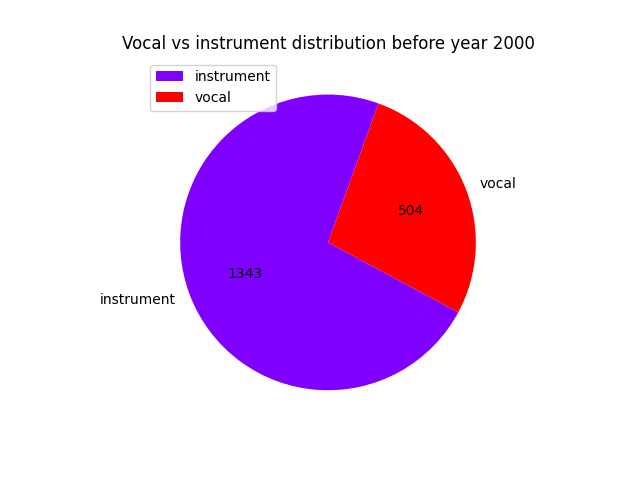 Vocal vs instrument distribution before year 2000
instrument
vocal
vocal
504
1343
instrument